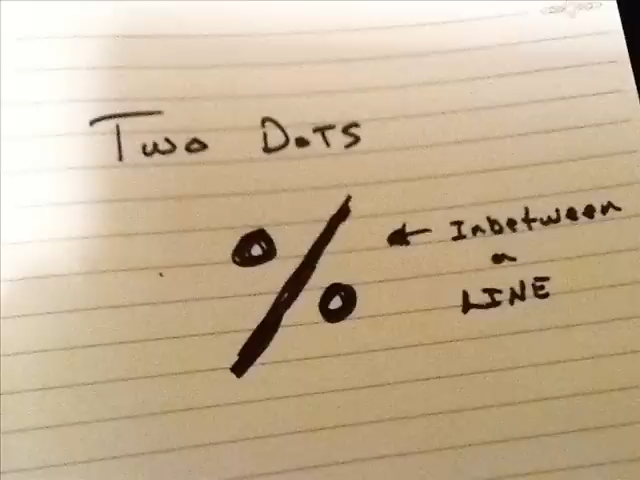 Two Dots
%
← Inbetween
a
LINE